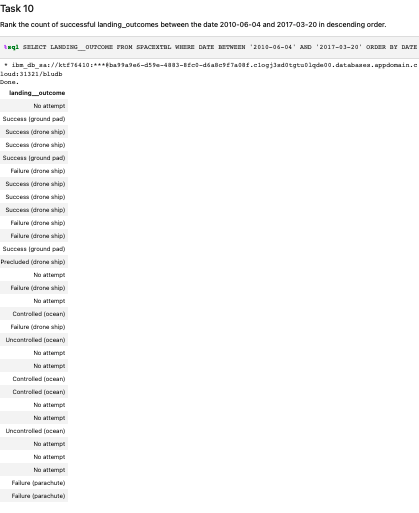 Task 10
Rank the count of successful landing_outcomes between the date 2010-06-04 and 2017-03-20 in descending order.
%sql SELECT LANDING__OUTCOME FROM SPACEXTBL WHERE DATE BETWEEN '2010-06-04' AND '2017-03-20' ORDER BY DATE
* ibm_db_sa://ktf76410:***@ba99a9e6-d59e-4883-8fc0-d6a8c9f7a08f.c1ogj3sd0tgtu0lqde00.databases.appdomain.c
loud:31321/bludb
Done.
landing__outcome
No attempt
Success (ground pad)
Success (drone ship)
Success (drone ship)
Success (ground pad)
Failure (drone ship)
Success (drone ship)
Success (drone ship)
Success (drone ship)
Failure (drone ship)
Failure (drone ship)
Success (ground pad)
Precluded (drone ship)
No attempt
Failure (drone ship)
No attempt
Controlled (ocean)
Failure (drone ship)
Uncontrolled (ocean)
No attempt
No attempt
Controlled (ocean)
Controlled (ocean)
No attempt
No attempt
Uncontrolled (ocean)
No attempt
No attempt
No attempt
Failure (parachute)
Failure (parachute)